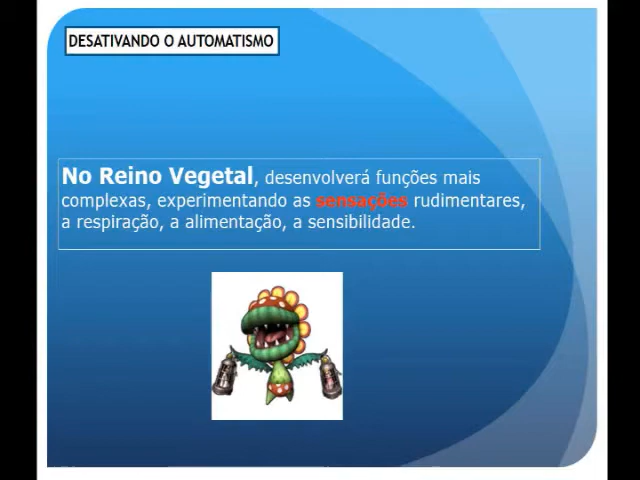 DESATIVANDO O AUTOMATISMO
No Reino Vegetal, desenvolverá funções mais
complexas, experimentando as sensações rudimentares,
a respiração, a alimentação, a sensibilidade.